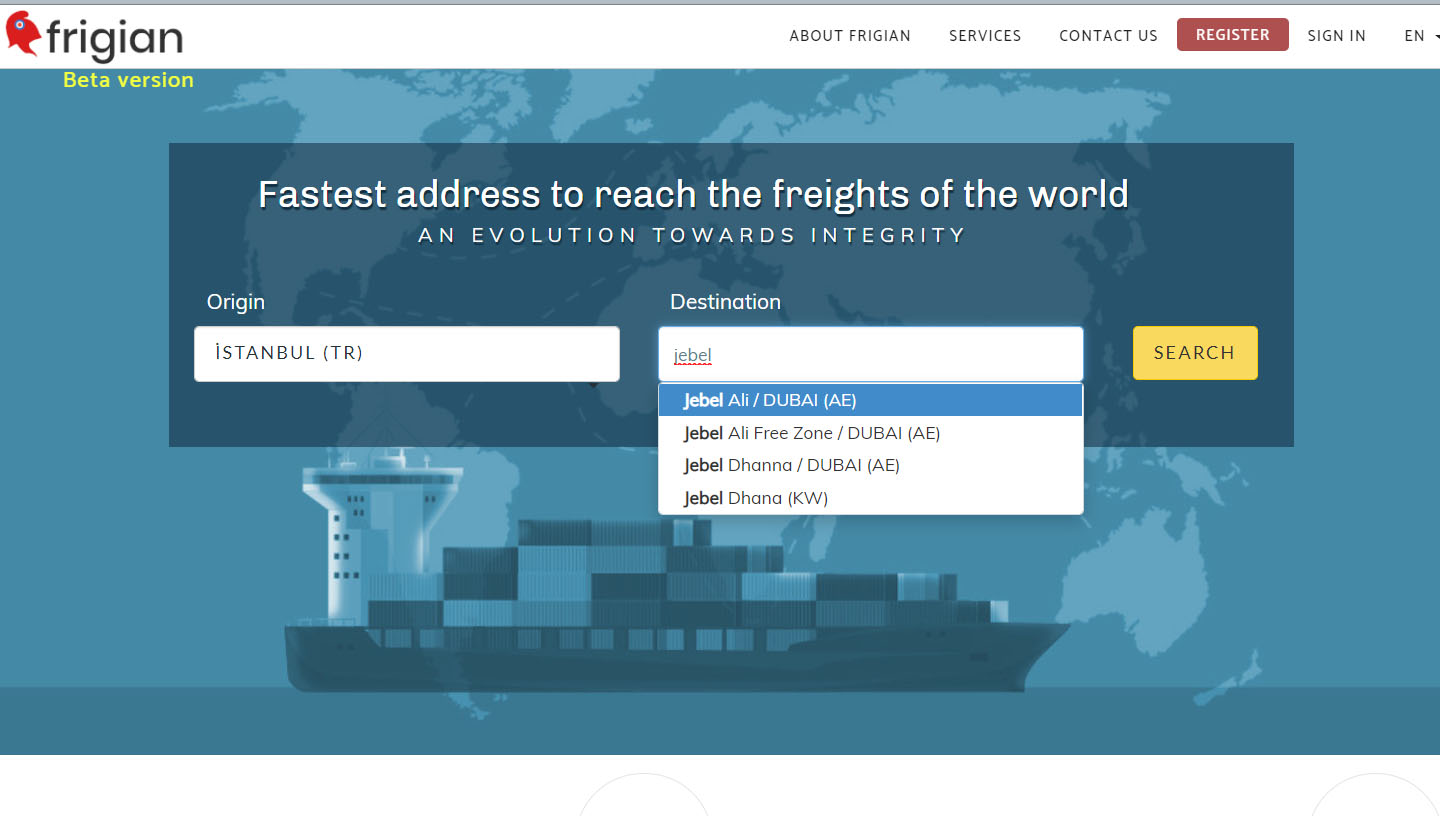 frigian
ABOUT FRIGIAN SERVICES CONTACT US REGISTER SIGN IN EN
Beta version
Fastest address to reach the freights of the world
AN EVOLUTION TOWARDS INTEGRITY
Origin Destination
İSTANBUL (TR) jebel SEARCH
Jebel Ali / DUBAI (AE)
Jebel Ali Free Zone / DUBAI (AE)
Jebel Dhanna / DUBAI (AE)
Jebel Dhana (KW)